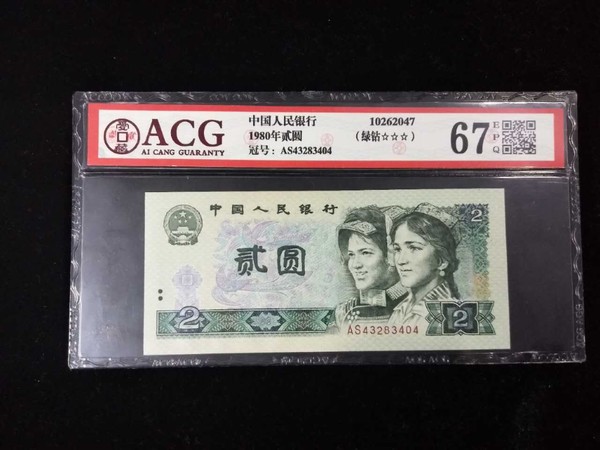 ACG
AI CANG GUARANTY
中国人民银行
1980年贰圆
冠号: AS43283404
10262047
(绿钻☆☆☆)
67
E
P
Q
中国人民银行
2
贰圆
2
2
AS43283404